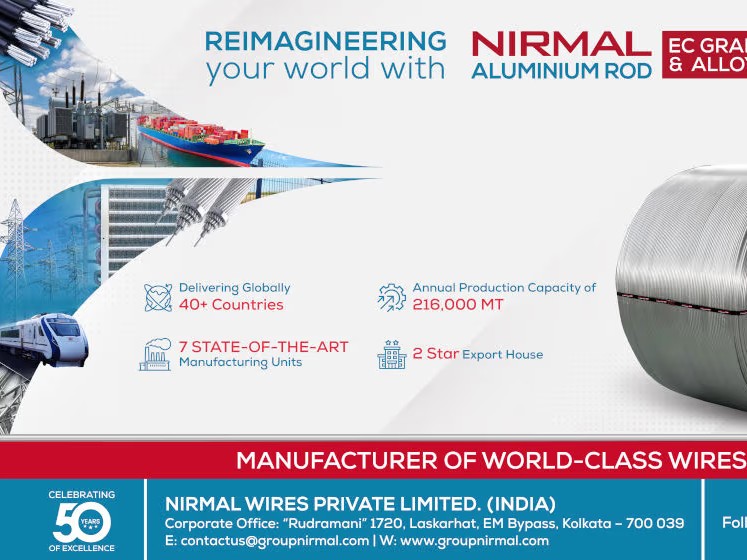 REIMAGINEERING
your world with
NIRMAL
ALUMINIUM ROD
EC
&
Delivering Globally
40+ Countries
Annual Production Capacity of
216,000 MT
7 STATE-OF-THE-ART
Manufacturing Units
2 Star Export House
MANUFACTURER OF WORLD-CLASS WIRES
CELEBRATING
50
YEARS
OF EXCELLENCE
NIRMAL WIRES PRIVATE LIMITED. (INDIA)
Corporate Office: "Rudramani" 1720, Laskarhat, EM Bypass, Kolkata – 700 039
E: contactus@groupnirmal.com | W: www.groupnirmal.com